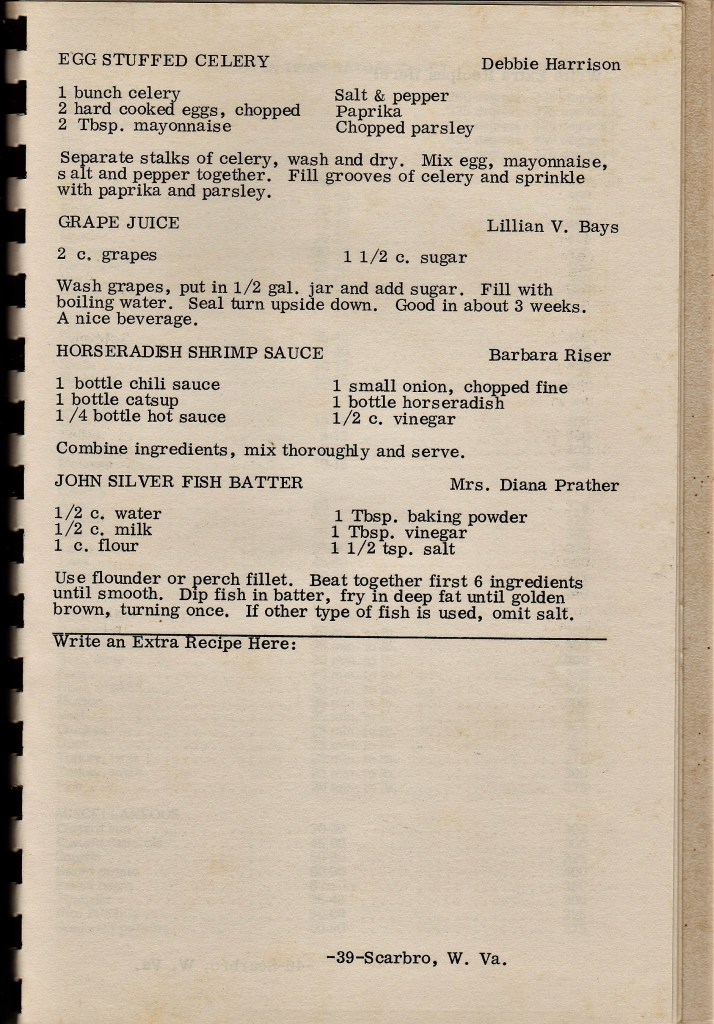 EGG STUFFED CELERY Debbie Harrison
1 bunch celery Salt & pepper
2 hard cooked eggs, chopped Paprika
2 Tbsp. mayonnaise Chopped parsley
Separate stalks of celery, wash and dry. Mix egg, mayonnaise,
salt and pepper together. Fill grooves of celery and sprinkle
with paprika and parsley.
GRAPE JUICE Lillian V. Bays
2 c. grapes 1 1/2 c. sugar
Wash grapes, put in 1/2 gal. jar and add sugar. Fill with
boiling water. Seal turn upside down. Good in about 3 weeks.
A nice beverage.
HORSERADISH SHRIMP SAUCE Barbara Riser
1 bottle chili sauce 1 small onion, chopped fine
1 bottle catsup 1 bottle horseradish
1/4 bottle hot sauce 1/2 c. vinegar
Combine ingredients, mix thoroughly and serve.
JOHN SILVER FISH BATTER Mrs. Diana Prather
1/2 c. water 1 Tbsp. baking powder
1/2 c. milk 1 Tbsp. vinegar
1 c. flour 1 1/2 tsp. salt
Use flounder or perch fillet. Beat together first 6 ingredients
until smooth. Dip fish in batter, fry in deep fat until golden
brown, turning once. If other type of fish is used, omit salt.
Write an Extra Recipe Here:
-39-Scarbro, W. Va.